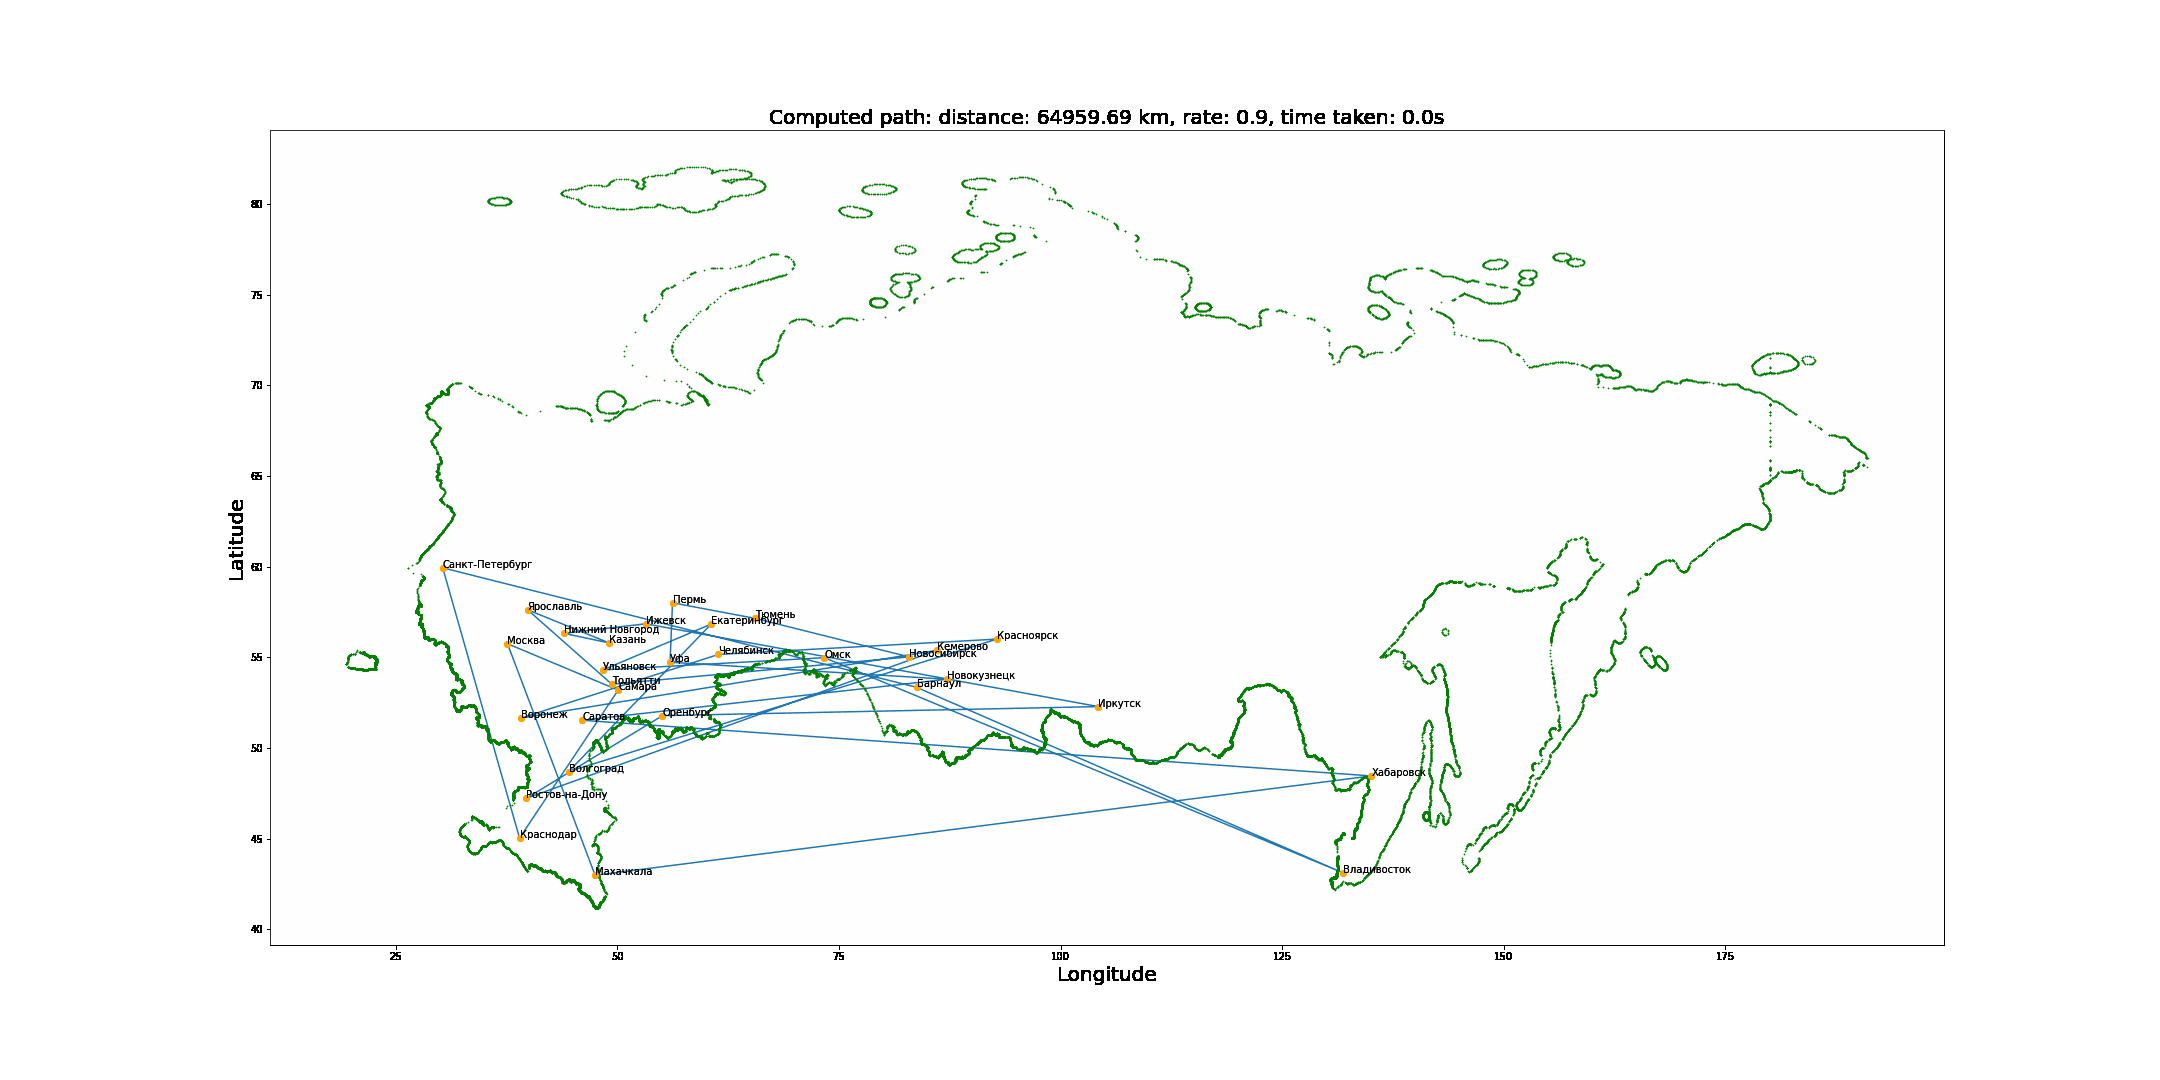 Computed path: distance: 64959.69 km, rate: 0.9, time taken: 0.0s
Latitude
80
75
70
65
60
55
50
45
40
Санкт-Петербург
Пермь
Ярославль
Тюмень
Ижевск
Екатеринбург
Нижний Новгород
Красноярск
Москва
Казань
Кемерово
Челябинск
Новосибирск
Омск
Уфа
Ульяновск
Новокузнецк
Тольятти
Барнаул
Самара
Иркутск
Воронеж
Саратов
Оренбург
Волгоград
Хабаровск
Ростов-на-Дону
Краснодар
Махачкала
Владивосток
25 50 75 100 125 150 175
Longitude